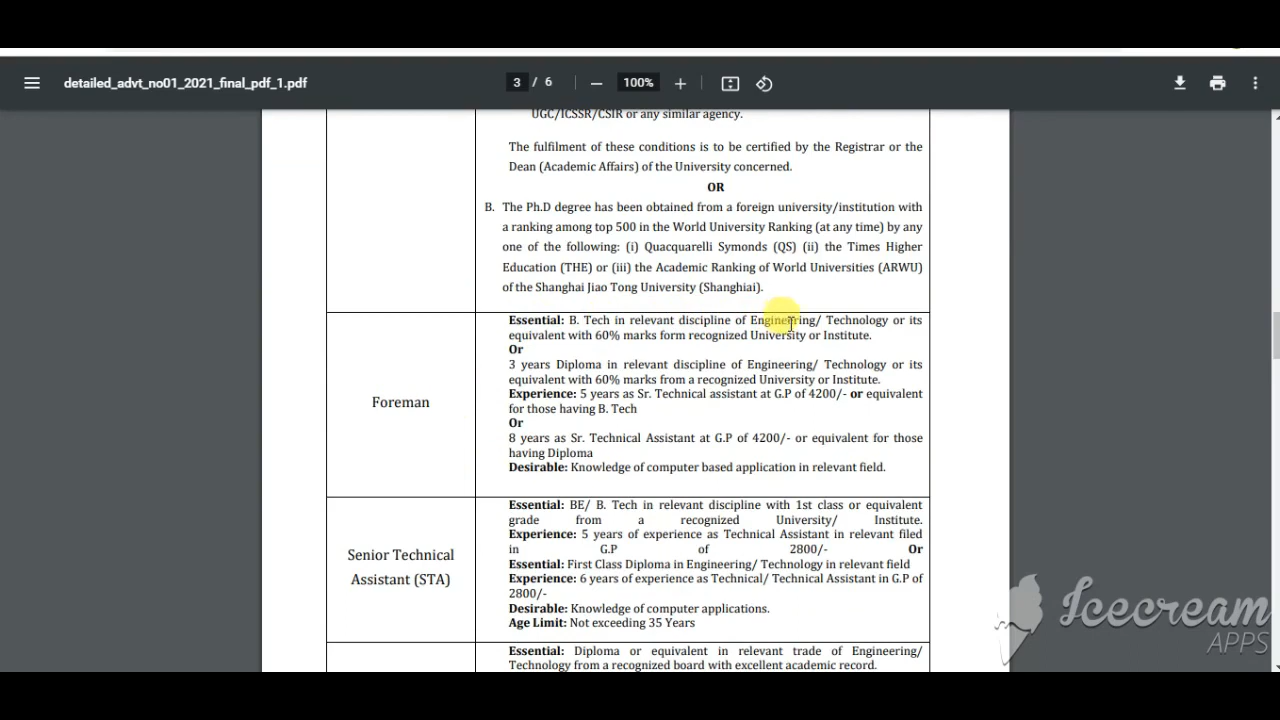 detailed_advt_no01_2021_final_pdf_1.pdf
3 / 6
100%
UGC/ICSSR/CSIR or any similar agency.
The fulfilment of these conditions is to be certified by the Registrar or the
Dean (Academic Affairs) of the University concerned.
OR
B. The Ph.D degree has been obtained from a foreign university/institution with
a ranking among top 500 in the World University Ranking (at any time) by any
one of the following: (i) Quacquarelli Symonds (QS) (ii) the Times Higher
Education (THE) or (iii) the Academic Ranking of World Universities (ARWU)
of the Shanghai Jiao Tong University (Shanghiai).
Foreman
Essential: B. Tech in relevant discipline of Engineering/ Technology or its
equivalent with 60% marks form recognized University or Institute.
Or
3 years Diploma in relevant discipline of Engineering/ Technology or its
equivalent with 60% marks from a recognized University or Institute.
Experience: 5 years as Sr. Technical assistant at G.P of 4200/- or equivalent
for those having B. Tech
Or
8 years as Sr. Technical Assistant at G.P of 4200/- or equivalent for those
having Diploma
Desirable: Knowledge of computer based application in relevant field.
Senior Technical
Assistant (STA)
Essential: BE/ B. Tech in relevant discipline with 1st class or equivalent
grade from a recognized University/ Institute.
Experience: 5 years of experience as Technical Assistant in relevant filed
in G.P of 2800/- Or
Essential: First Class Diploma in Engineering/ Technology in relevant field
Experience: 6 years of experience as Technical/ Technical Assistant in G.P of
2800/-
Desirable: Knowledge of computer applications.
Age Limit: Not exceeding 35 Years
Essential: Diploma or equivalent in relevant trade of Engineering/
Technology from a recognized board with excellent academic record.
Icecream
APPS